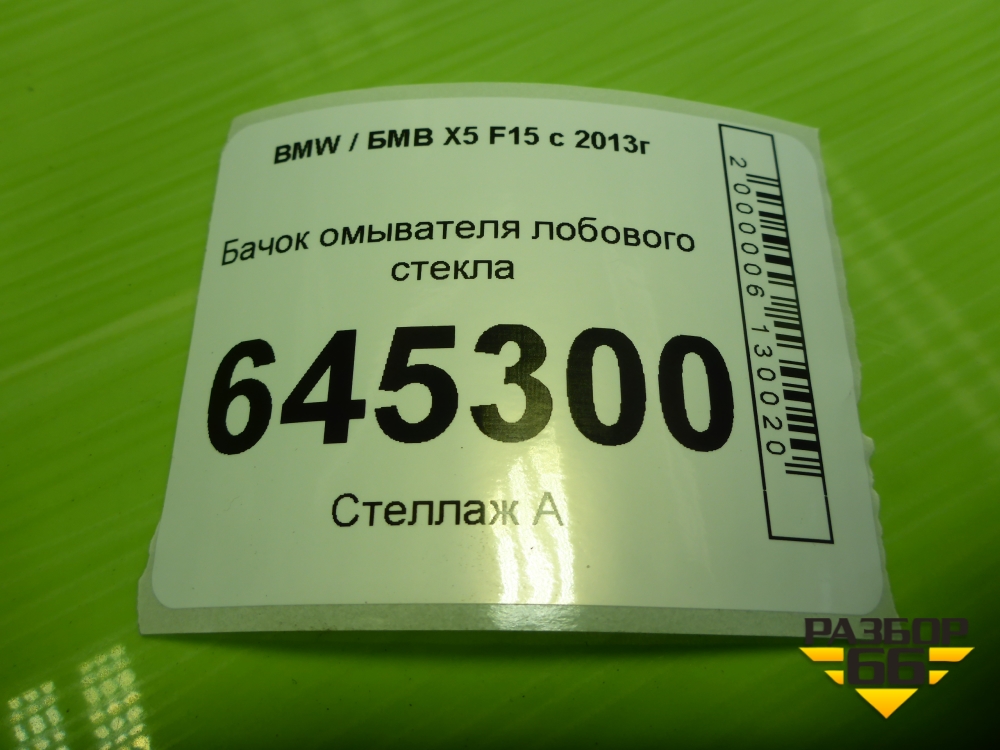 BMW / БМВ X5 F15 с 2013г
Бачок омывателя лобового
стекла
645300
Стеллаж А
2000006130020
РАЗБОР
66